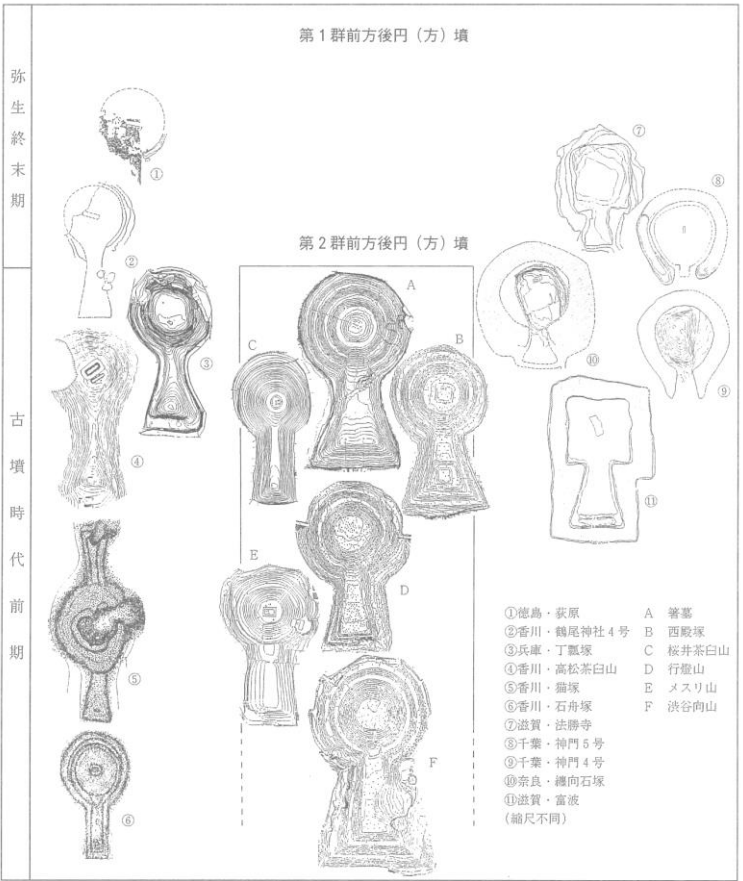 第1群前方後円（方）墳
弥生終末期
①
②
③
④
⑤
⑥
⑦
⑧
⑨
⑩
⑪
第2群前方後円（方）墳
古墳時代前期
A
B
C
D
E
F
①徳島・萩原
②香川・鶴尾神社4号
③兵庫・丁瓢塚
④香川・高松茶臼山
⑤香川・猫塚
⑥香川・石舟塚
⑦滋賀・法勝寺
⑧千葉・神門5号
⑨千葉・神門4号
⑩奈良・纏向石塚
⑪滋賀・富波
(縮尺不同)
A 箸墓
B 西殿塚
C 桜井茶臼山
D 行燈山
E メスリ山
F 渋谷向山